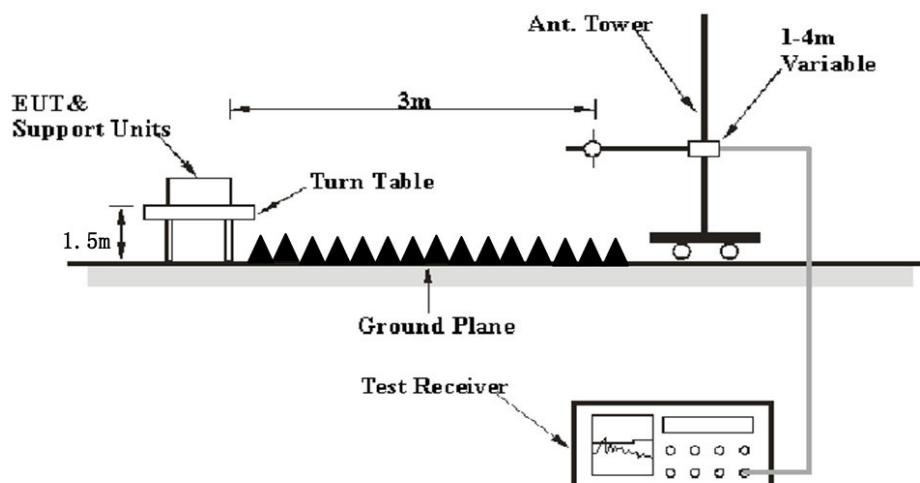 Ant. Tower
1-4m
Variable
EUT&
Support Units
3m
Turn Table
1.5m
Ground Plane
Test Receiver